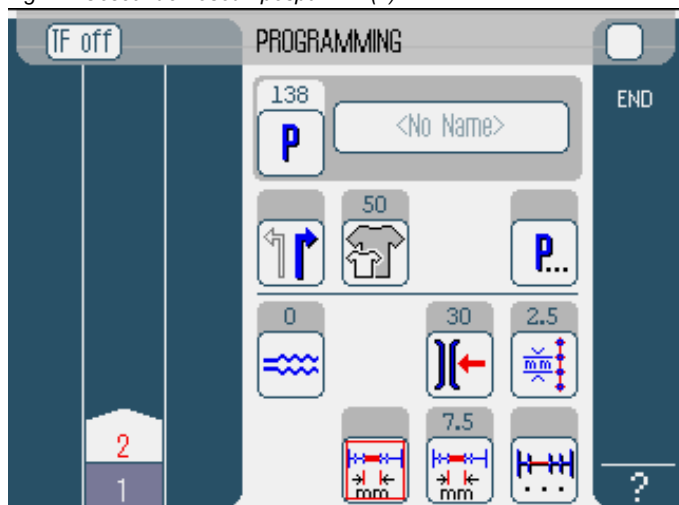 TF off
PROGRAMMING
138
P
<No Name>
END
50
P...
0
30
2.5
mm
7.5
mm
mm
...
2
1
?